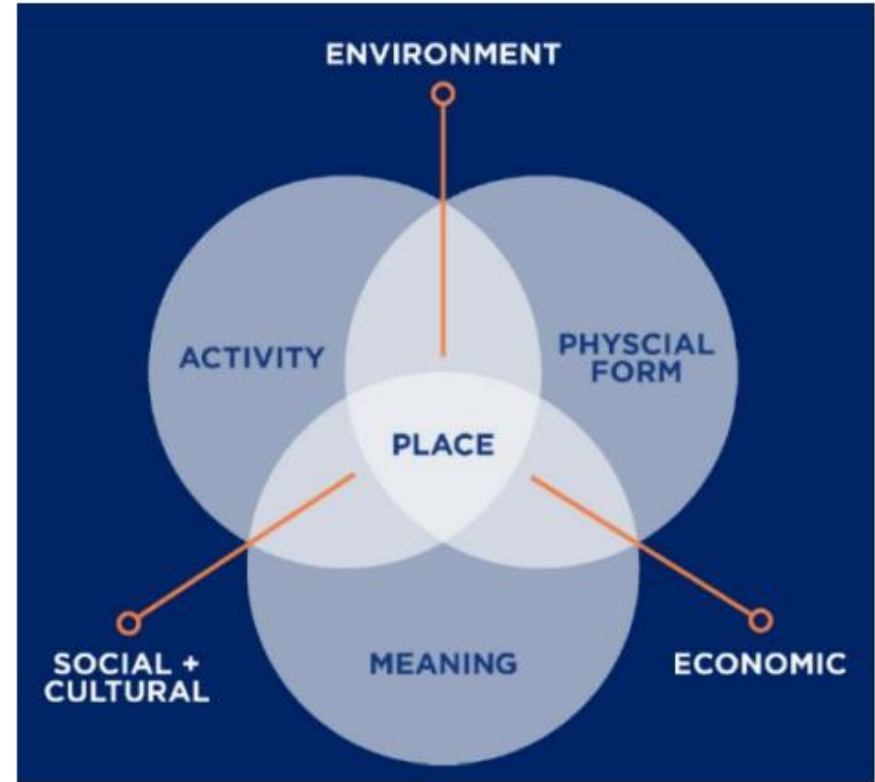 ENVIRONMENT
ACTIVITY
PHYSCIAL
FORM
PLACE
SOCIAL +
CULTURAL
MEANING
ECONOMIC